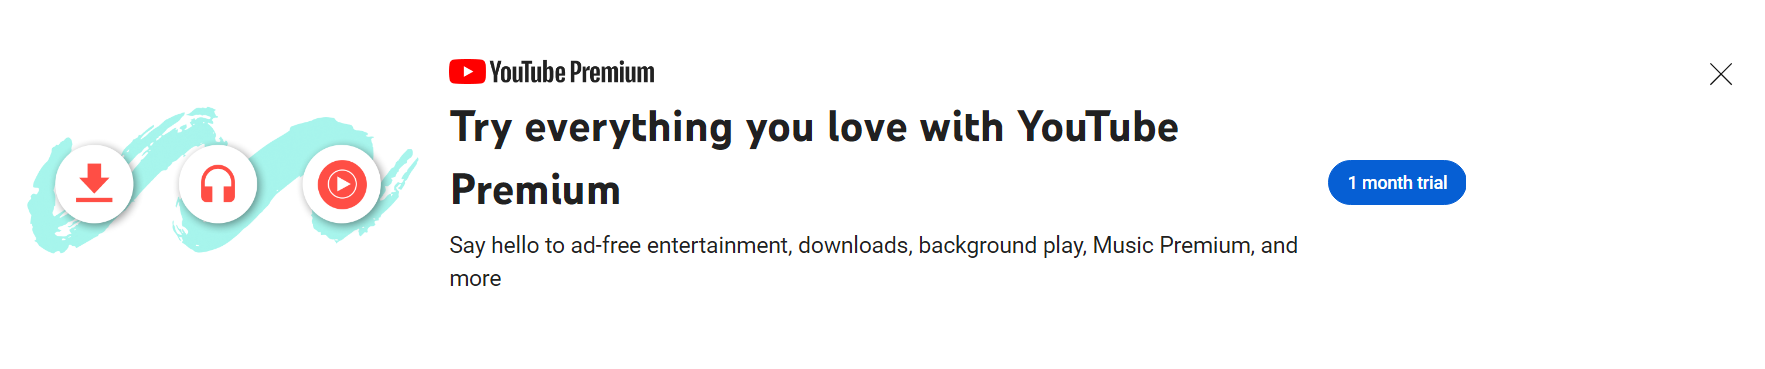 YouTube Premium
Try everything you love with YouTube
Premium
1 month trial
Say hello to ad-free entertainment, downloads, background play, Music Premium, and
more